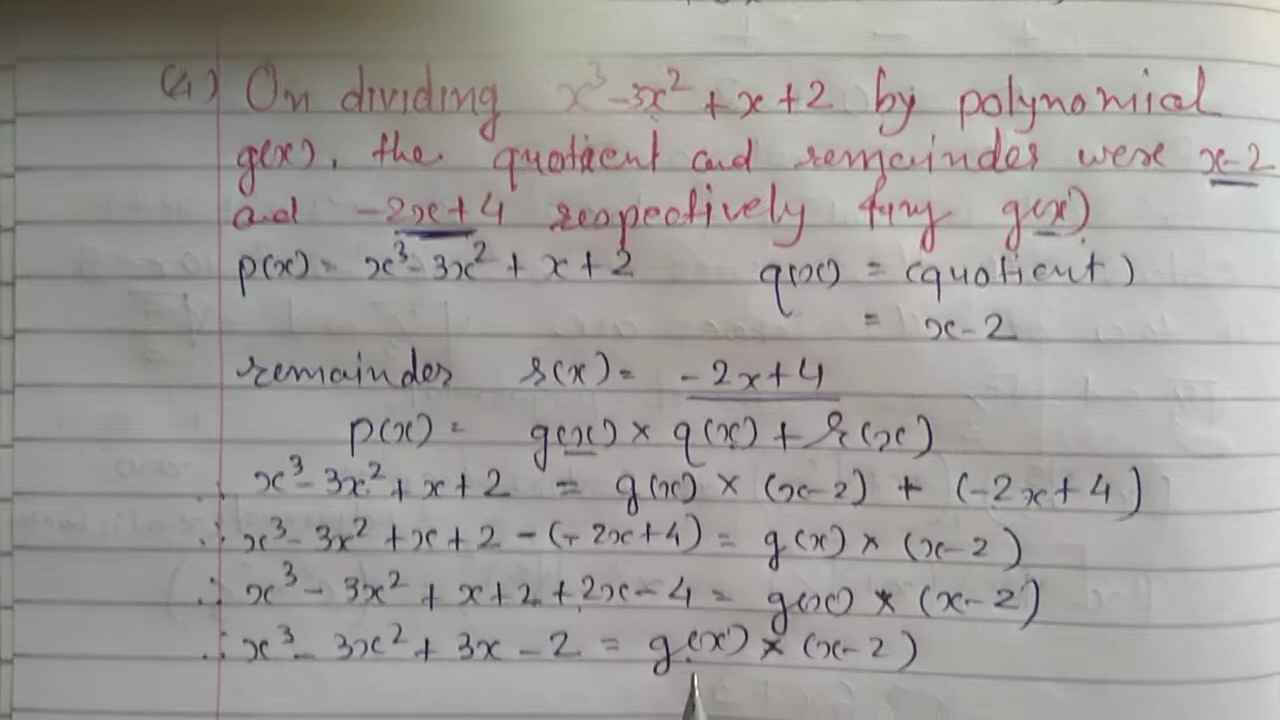 (4) On dividing x³-3x² +x+2 by polynomial
g(x), the quotient and remainder were x-2
and -2x+4 respectively g(x)
p(x) = x³- 3x² + x + 2 q(x) = (quotient)
= x-2
remainder r(x) = -2x+4
p(x) = g(x) × q(x) + r(x)
∴ x³- 3x² + x + 2 = g(x) × (x-2) + (-2x+4)
∴ x³- 3x² + x + 2 - (- 2x+4) = g(x) × (x-2)
∴ x³- 3x² + x + 2 + 2x - 4 = g(x) × (x-2)
∴ x³- 3x² + 3x - 2 = g(x) × (x-2)